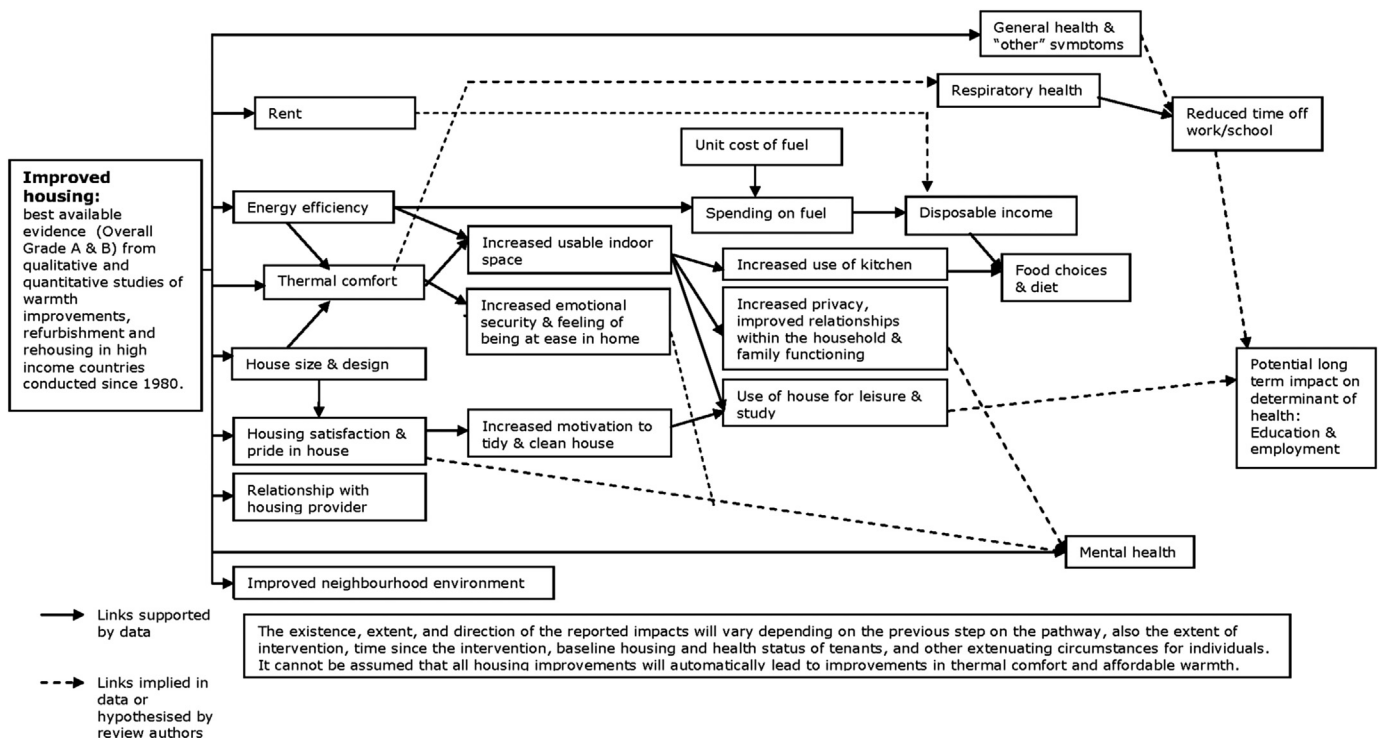 General health &
“other” symptoms
Respiratory health
Rent
Reduced time off
work/school
Unit cost of fuel
Improved
housing:
best available
evidence (Overall
Grade A & B) from
qualitative and
quantitative studies of
warmth
improvements,
refurbishment and
rehousing in high
income countries
conducted since 1980.
Energy efficiency
Spending on fuel
Disposable income
Increased usable indoor
space
Thermal comfort
Increased use of kitchen
Food choices
& diet
Increased emotional
security & feeling of
being at ease in home
Increased privacy,
improved relationships
within the household &
family functioning
House size & design
Potential long
term impact on
determinant of
health:
Education &
employment
Use of house for leisure &
study
Housing satisfaction &
pride in house
Increased motivation to
tidy & clean house
Relationship with
housing provider
Mental health
Improved neighbourhood environment
Links supported
by data
The existence, extent, and direction of the reported impacts will vary depending on the previous step on the pathway, also the extent of
intervention, time since the intervention, baseline housing and health status of tenants, and other extenuating circumstances for individuals.
It cannot be assumed that all housing improvements will automatically lead to improvements in thermal comfort and affordable warmth.
Links implied in
data or
hypothesised by
review authors